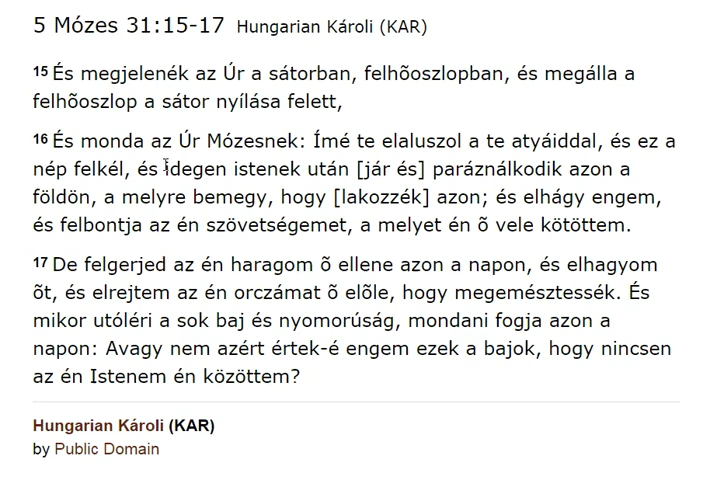 5 Mózes 31:15-17 Hungarian Károli (KAR)
15 És megjelenék az Úr a sátorban, felhõoszlopban, és megálla a
felhõoszlop a sátor nyílása felett,
16 És monda az Úr Mózesnek: Ímé te elaluszol a te atyáiddal, és ez a
nép felkél, és idegen istenek után [jár és] paráználkodik azon a
földön, a melyre bemegy, hogy [lakozzék] azon; és elhágy engem,
és felbontja az én szövetségemet, a melyet én õ vele kötöttem.
17 De felgerjed az én haragom õ ellene azon a napon, és elhagyom
õt, és elrejtem az én orczámat õ elõle, hogy megemésztessék. És
mikor utóléri a sok baj és nyomorúság, mondani fogja azon a
napon: Avagy nem azért értek-é engem ezek a bajok, hogy nincsen
az én Istenem én közöttem?
Hungarian Károli (KAR)
by Public Domain